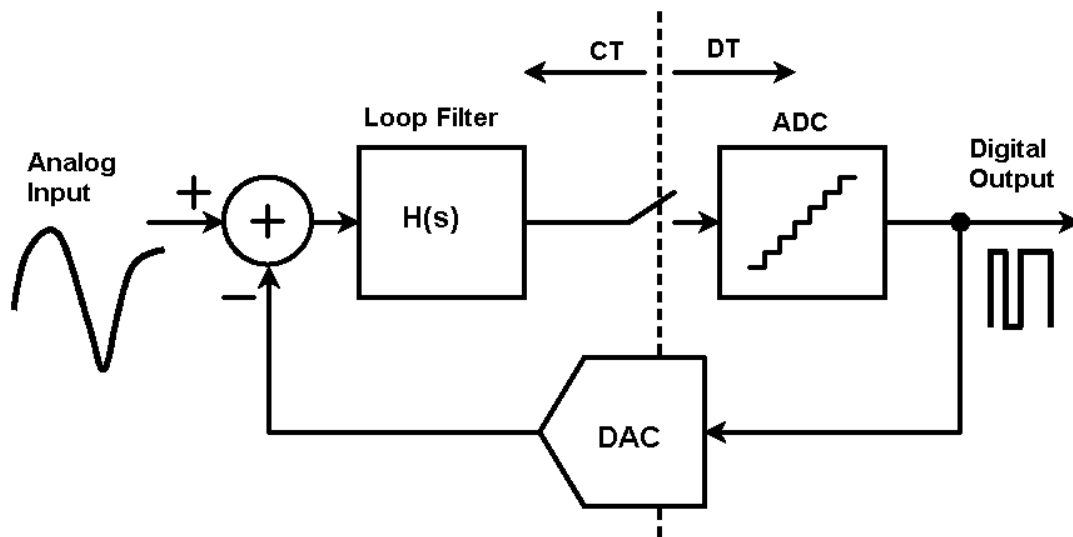 CT
DT
Loop Filter
ADC
Analog
Input
Digital
Output
+
+
H(s)
−
DAC